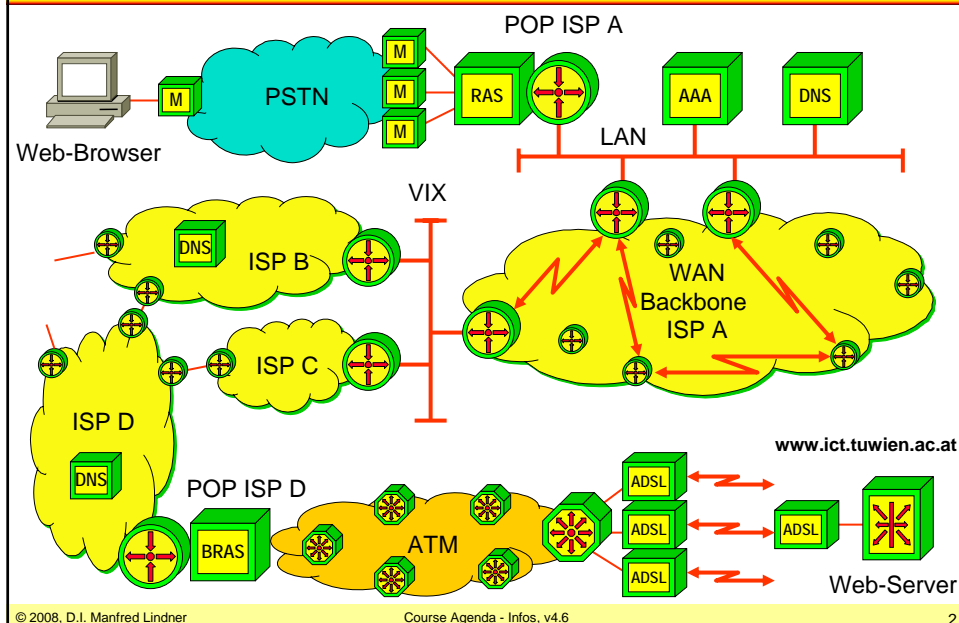 POP ISP A
M
M
PSTN
M
M
RAS
AAA
DNS
Web-Browser
LAN
VIX
DNS
ISP B
WAN
Backbone
ISP A
ISP C
ISP D
DNS
POP ISP D
BRAS
ATM
www.ict.tuwien.ac.at
ADSL
ADSL
ADSL
ADSL
Web-Server
© 2008, D.I. Manfred Lindner
Course Agenda - Infos, v4.6
2